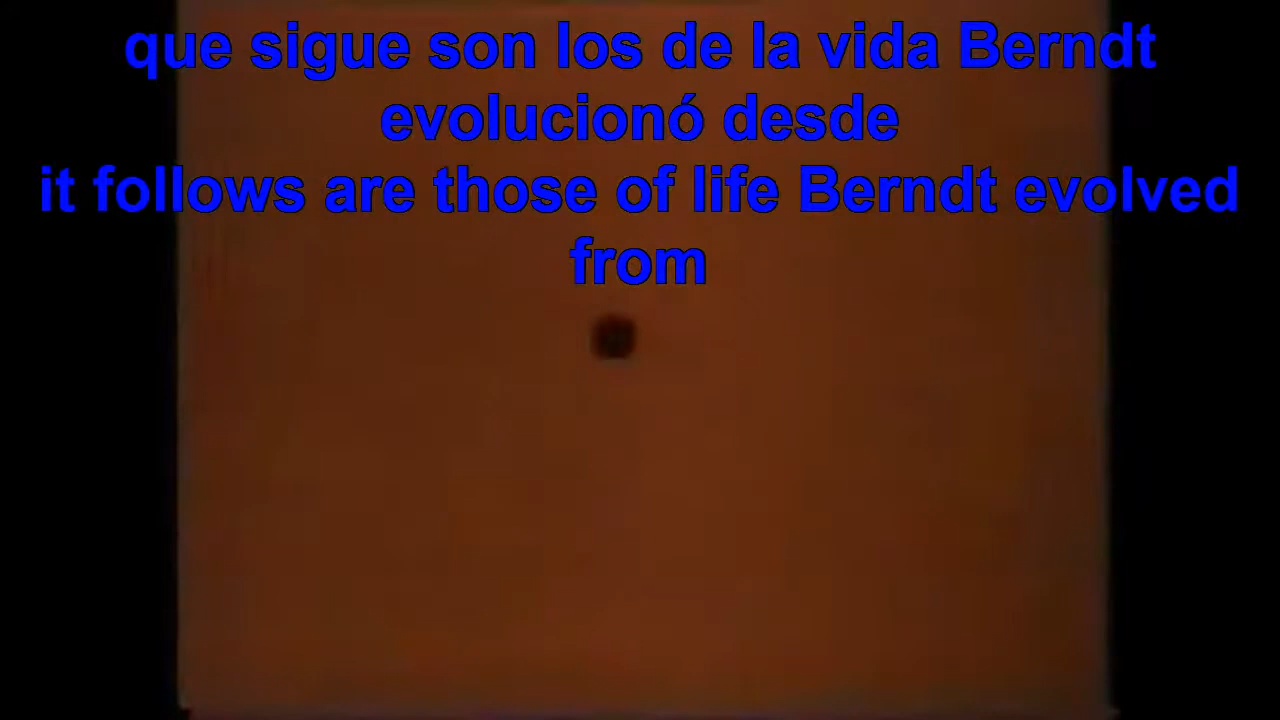 que sigue son los de la vida Berndt
evolucionó desde
it follows are those of life Berndt evolved
from